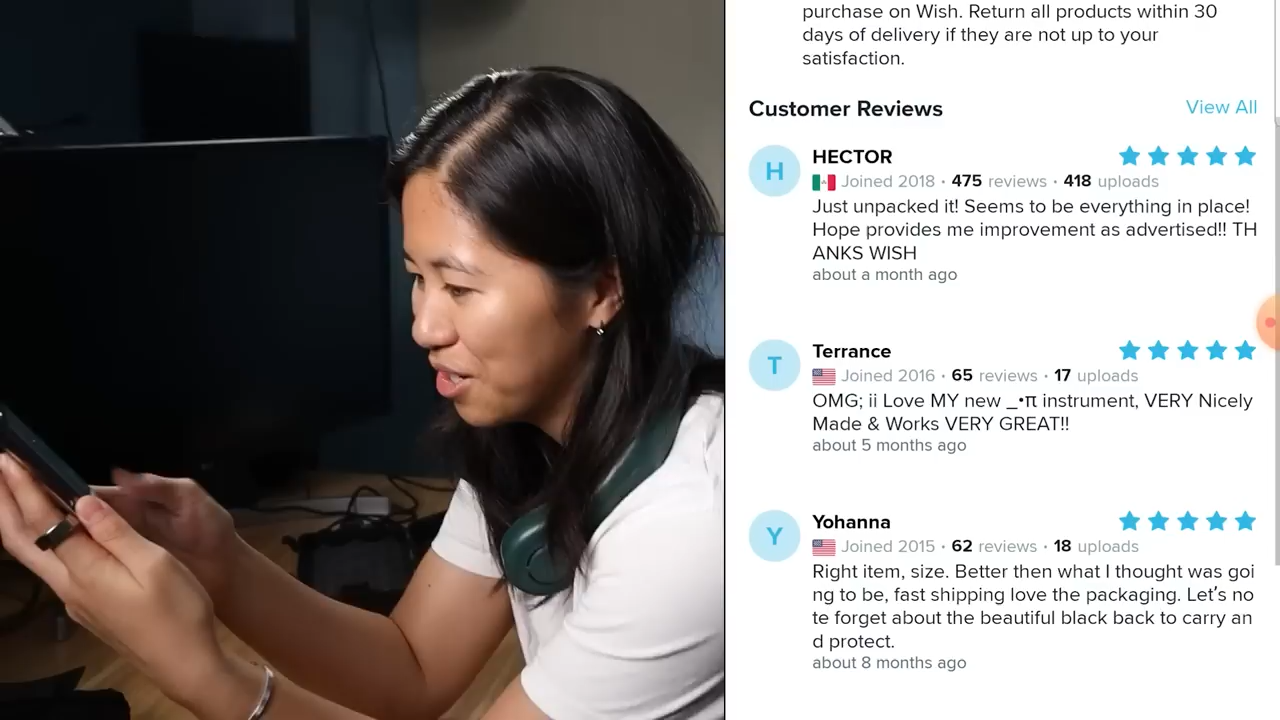 purchase on Wish. Return all products within 30
days of delivery if they are not up to your
satisfaction.
Customer Reviews
View All
H
HECTOR
Joined 2018 · 475 reviews · 418 uploads
Just unpacked it! Seems to be everything in place!
Hope provides me improvement as advertised!! TH
ANKS WISH
about a month ago
T
Terrance
Joined 2016 · 65 reviews · 17 uploads
OMG; ii Love MY new _•π instrument, VERY Nicely
Made & Works VERY GREAT!!
about 5 months ago
Y
Yohanna
Joined 2015 · 62 reviews · 18 uploads
Right item, size. Better then what I thought was goi
ng to be, fast shipping love the packaging. Let's no
te forget about the beautiful black back to carry an
d protect.
about 8 months ago